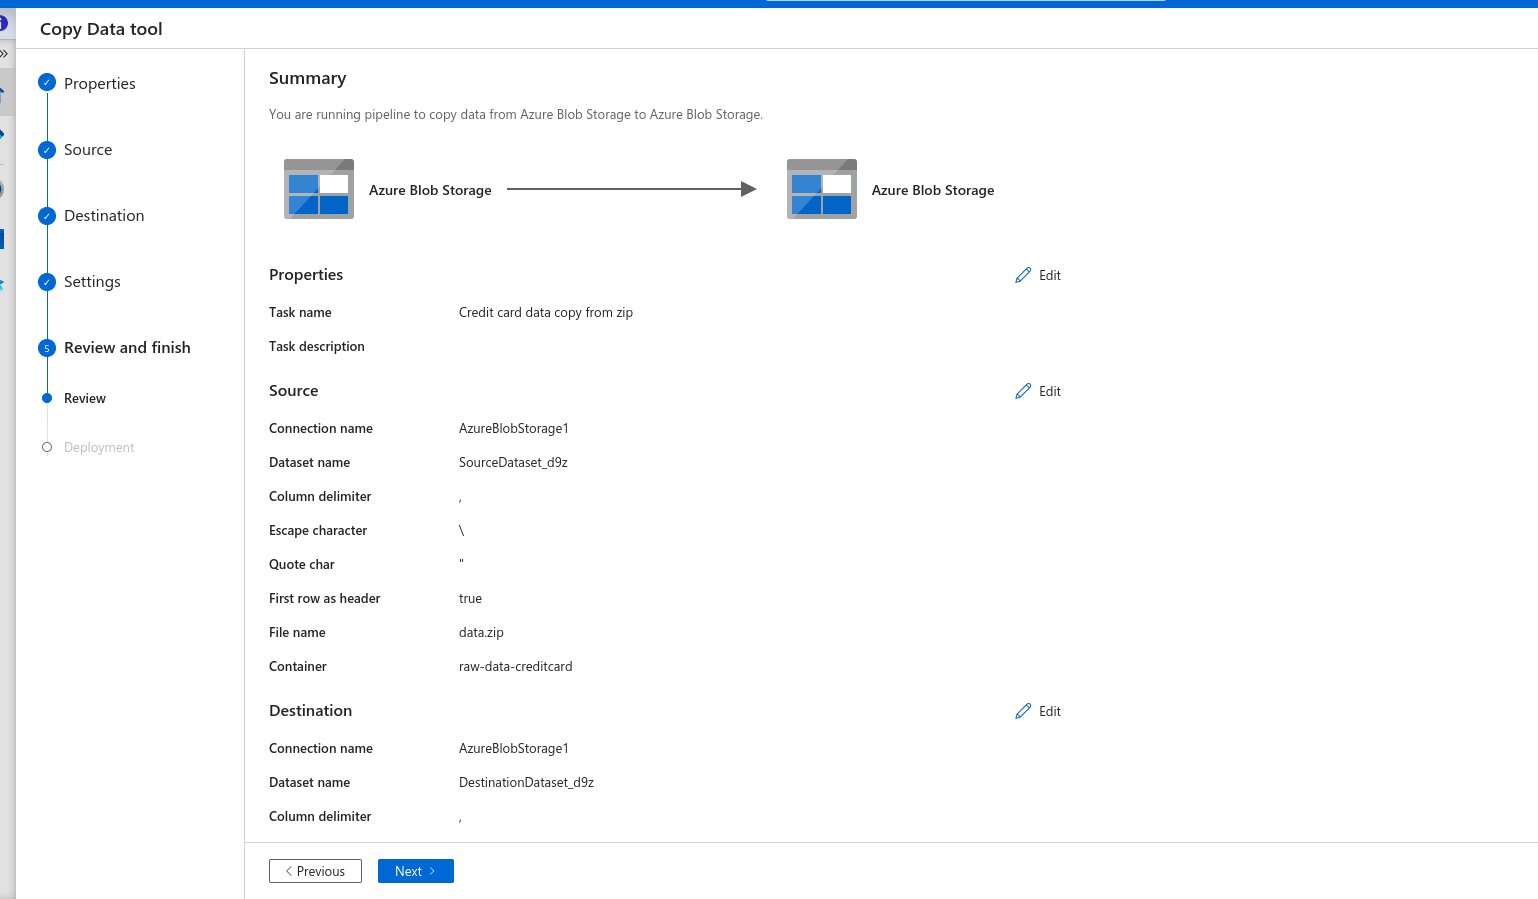 Copy Data tool
Properties
Source
Destination
Settings
5 Review and finish
Review
Deployment
Summary
You are running pipeline to copy data from Azure Blob Storage to Azure Blob Storage.
Azure Blob Storage
Azure Blob Storage
Properties Edit
Task name Credit card data copy from zip
Task description
Source Edit
Connection name AzureBlobStorage1
Dataset name SourceDataset_d9z
Column delimiter ,
Escape character \
Quote char "
First row as header true
File name data.zip
Container raw-data-creditcard
Destination Edit
Connection name AzureBlobStorage1
Dataset name DestinationDataset_d9z
Column delimiter ,
Previous Next